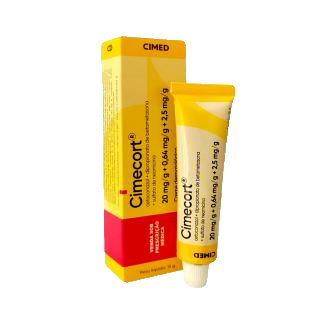 CIMED
Cimecort®
cetoconazol + dipropionato de betametasona
+ sulfato de neomicina
20 mg/g + 0,64 mg/g + 2,5 mg/g
VENDA SOB
PRESCRIÇÃO
MÉDICA
Cimecort®
cetoconazol + dipropionato de betametasona
+ sulfato de neomicina
20 mg/g + 0,64 mg/g + 2,5 mg/g
CIMED